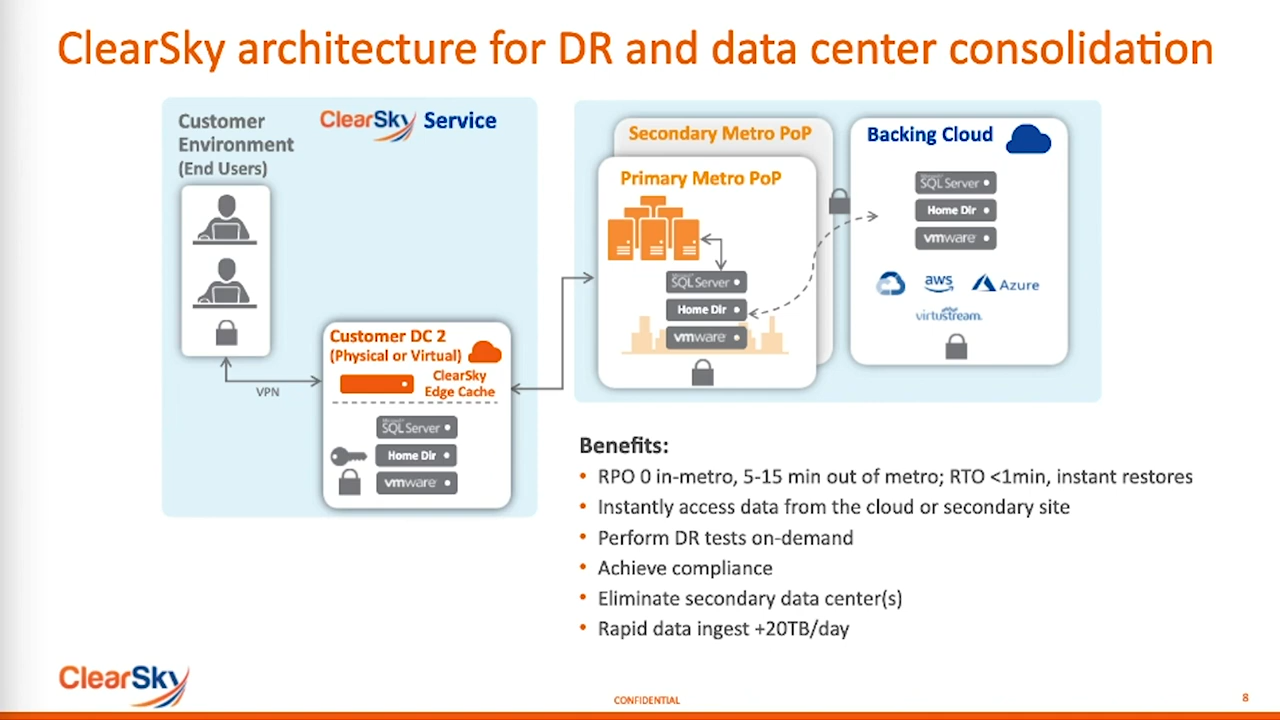 ClearSky architecture for DR and data center consolidation
Customer
Environment
(End Users)
ClearSky Service
VPN
Customer DC 2
(Physical or Virtual)
ClearSky
Edge Cache
Microsoft
SQL Server
Home Dir
vmware
Secondary Metro PoP
Primary Metro PoP
Microsoft
SQL Server
Home Dir
vmware
Backing Cloud
Microsoft
SQL Server
Home Dir
vmware
aws
Azure
virtustream.
Benefits:
• RPO 0 in-metro, 5-15 min out of metro; RTO <1min, instant restores
• Instantly access data from the cloud or secondary site
• Perform DR tests on-demand
• Achieve compliance
• Eliminate secondary data center(s)
• Rapid data ingest +20TB/day
ClearSky
CONFIDENTIAL
8